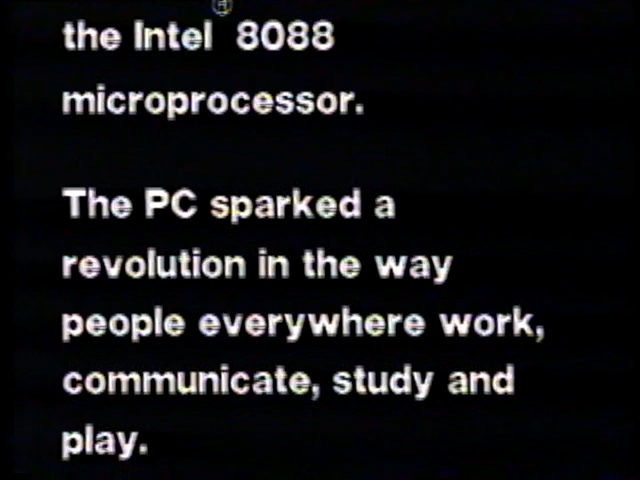 the Intel® 8088
microprocessor.
The PC sparked a
revolution in the way
people everywhere work,
communicate, study and
play.